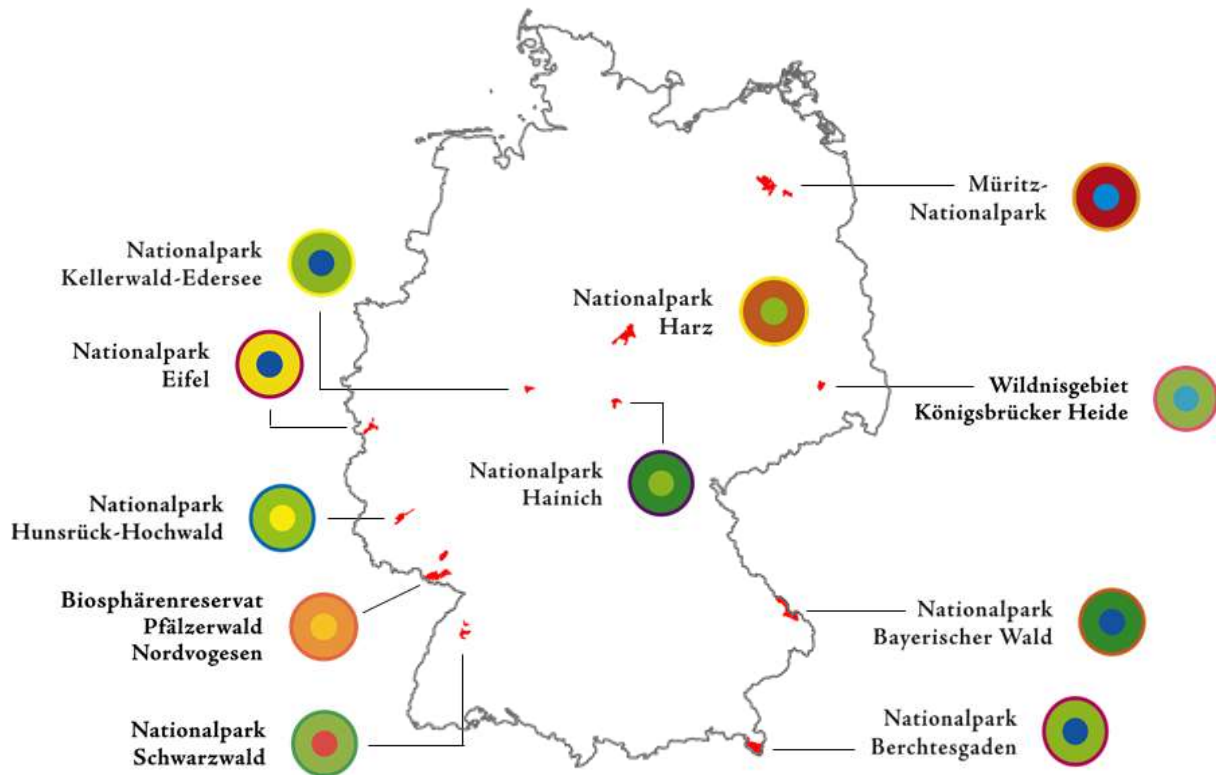 Müritz-
Nationalpark
Nationalpark
Kellerwald-Edersee
Nationalpark
Harz
Nationalpark
Eifel
Wildnisgebiet
Königsbrücker Heide
Nationalpark
Hainich
Nationalpark
Hunsrück-Hochwald
Biosphärenreservat
Pfälzerwald
Nordvogesen
Nationalpark
Bayerischer Wald
Nationalpark
Schwarzwald
Nationalpark
Berchtesgaden